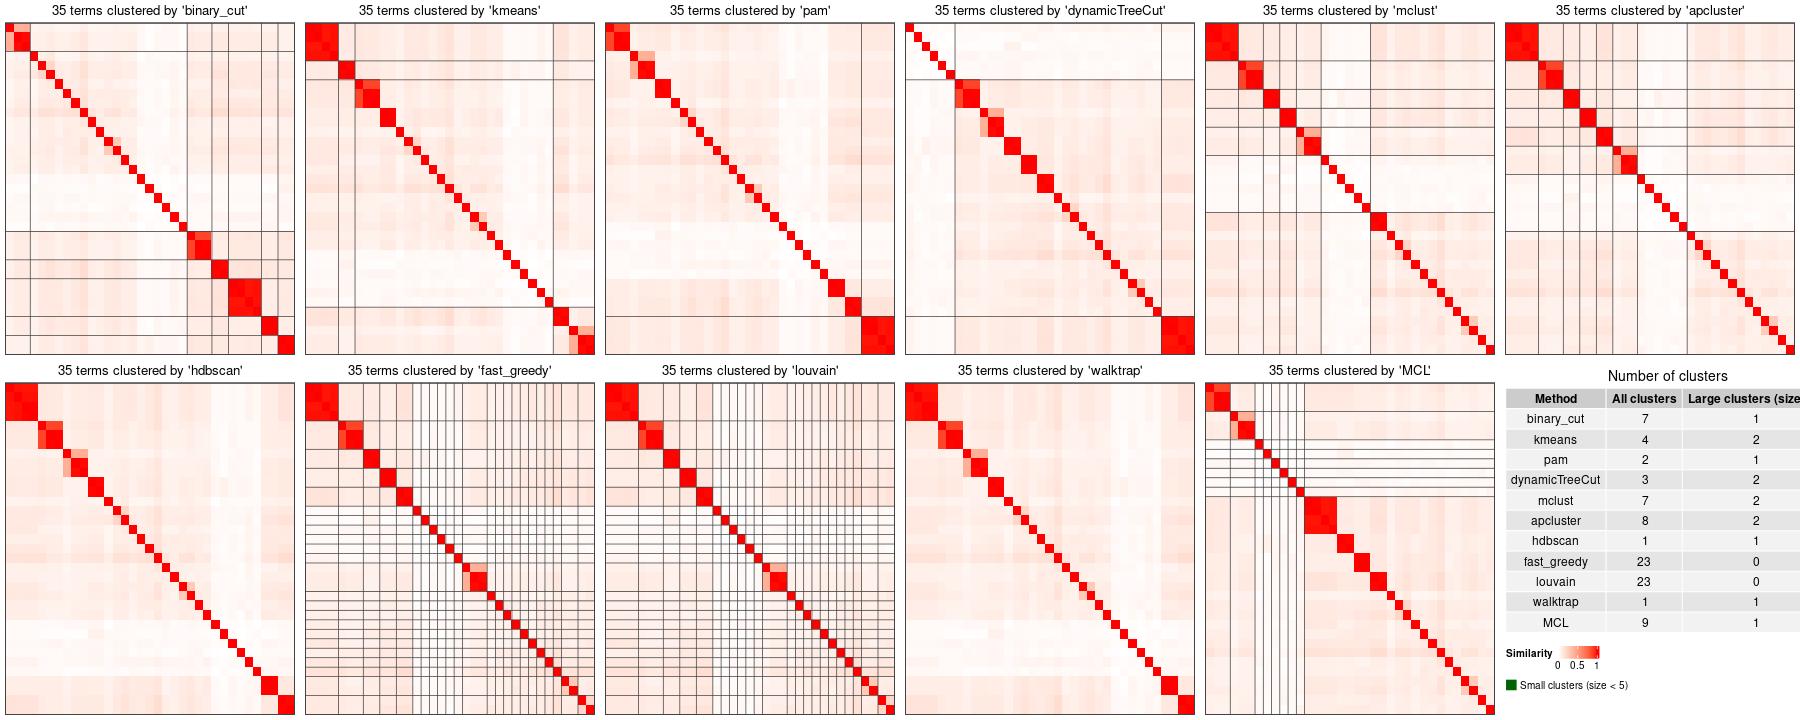 35 terms clustered by 'binary_cut'
35 terms clustered by 'kmeans'
35 terms clustered by 'pam'
35 terms clustered by 'dynamicTreeCut'
35 terms clustered by 'mclust'
35 terms clustered by 'apcluster'
35 terms clustered by 'hdbscan'
35 terms clustered by 'fast_greedy'
35 terms clustered by 'louvain'
35 terms clustered by 'walktrap'
35 terms clustered by 'MCL'
Number of clusters
Method All clusters Large clusters (size
binary_cut 7 1
kmeans 4 2
pam 2 1
dynamicTreeCut 3 2
mclust 7 2
apcluster 8 2
hdbscan 1 1
fast_greedy 23 0
louvain 23 0
walktrap 1 1
MCL 9 1
Similarity
0 0.5 1
Small clusters (size < 5)